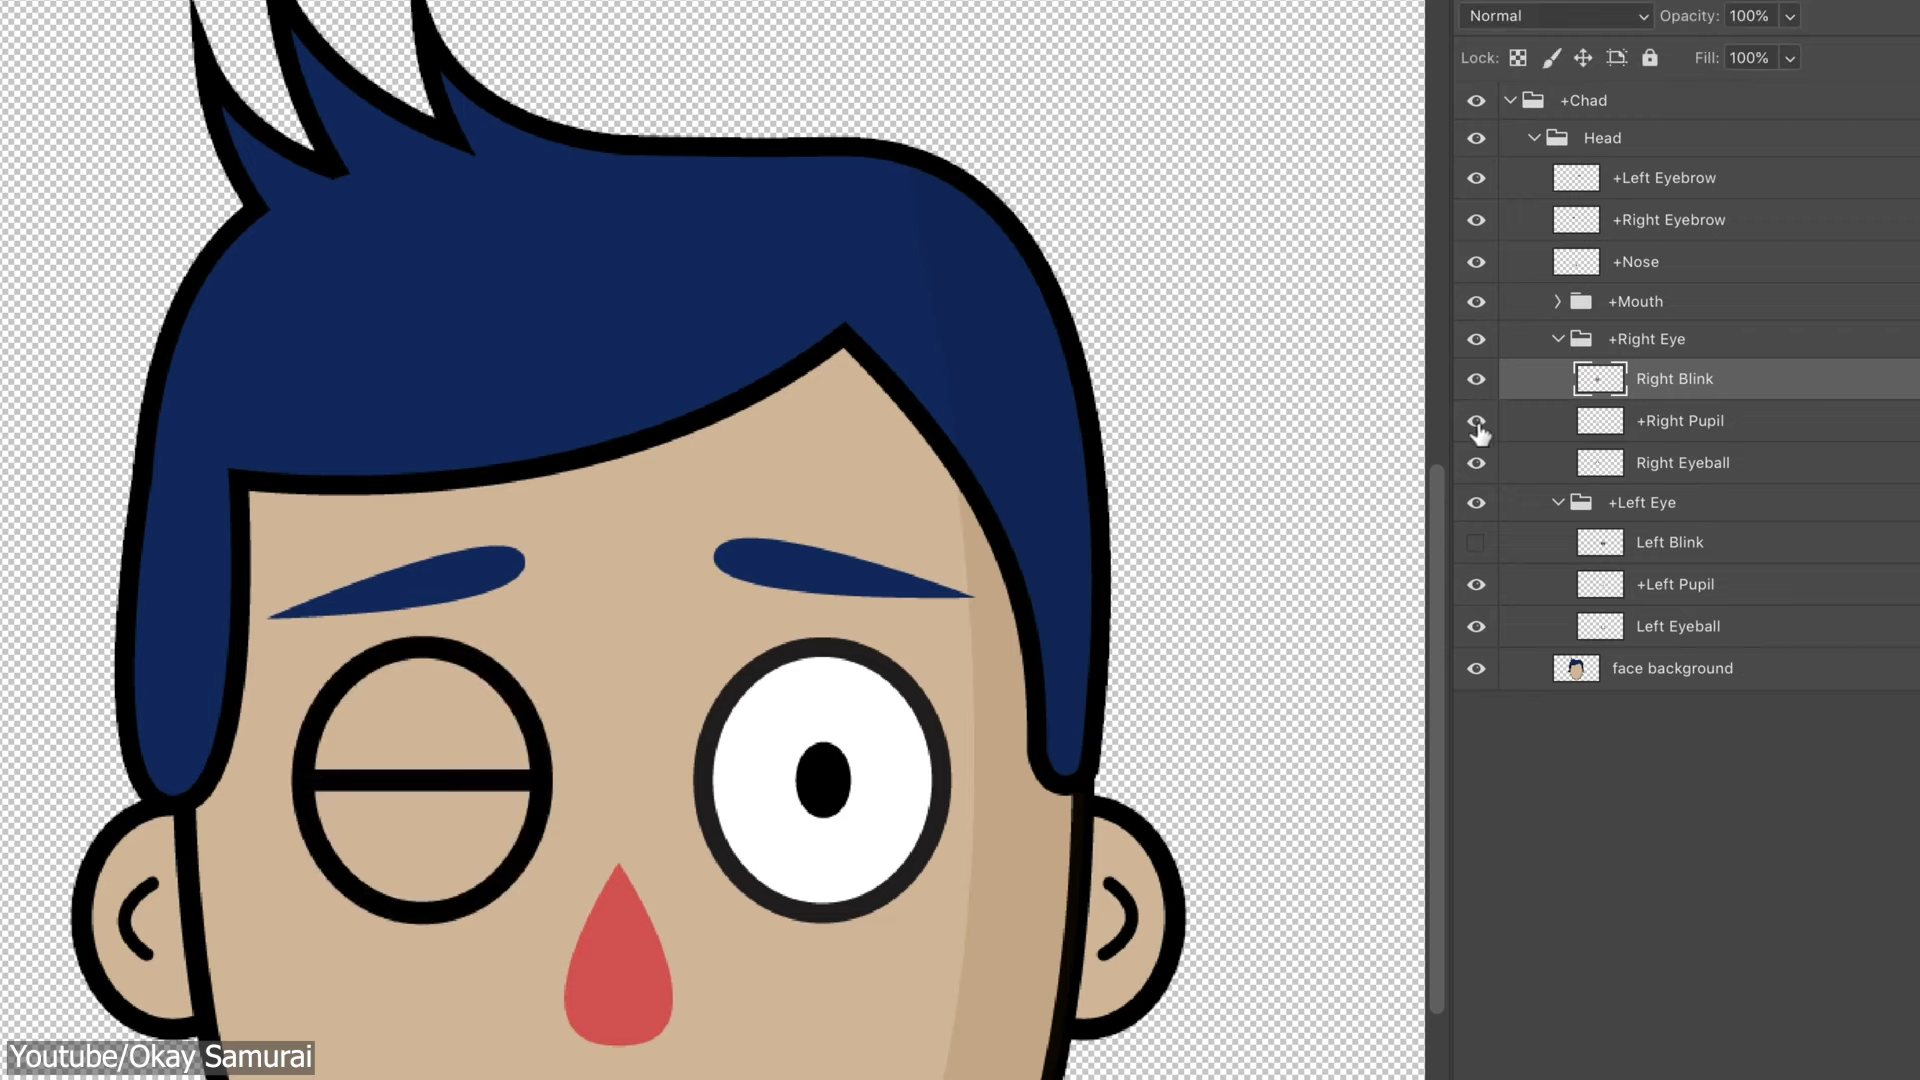 Normal Opacity: 100%
Lock: Fill: 100%
+Chad
Head
+Left Eyebrow
+Right Eyebrow
+Nose
+Mouth
+Right Eye
Right Blink
+Right Pupil
Right Eyeball
+Left Eye
Left Blink
+Left Pupil
Left Eyeball
face background
Youtube/Okay Samurai